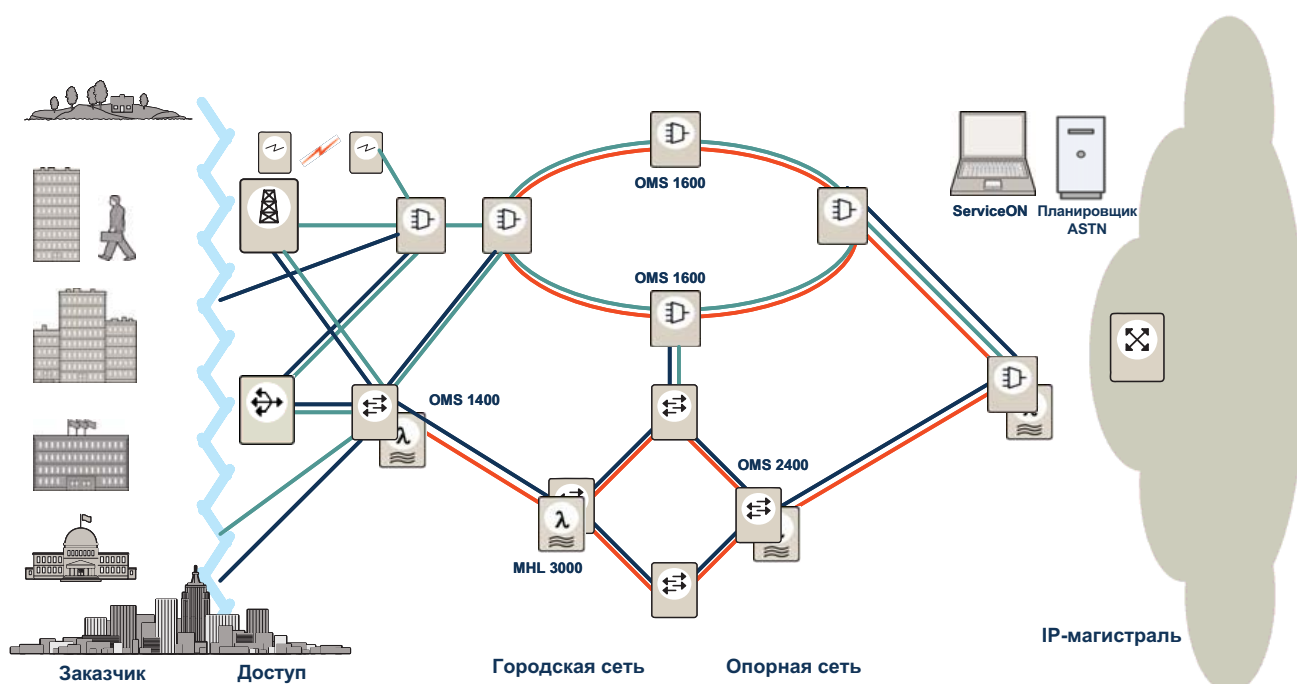 OMS 1600
ServiceON
Планировщик
ASTN
OMS 1600
OMS 1400
λ
λ
OMS 2400
λ
λ
MHL 3000
IP-магистраль
Заказчик
Доступ
Городская сеть
Опорная сеть